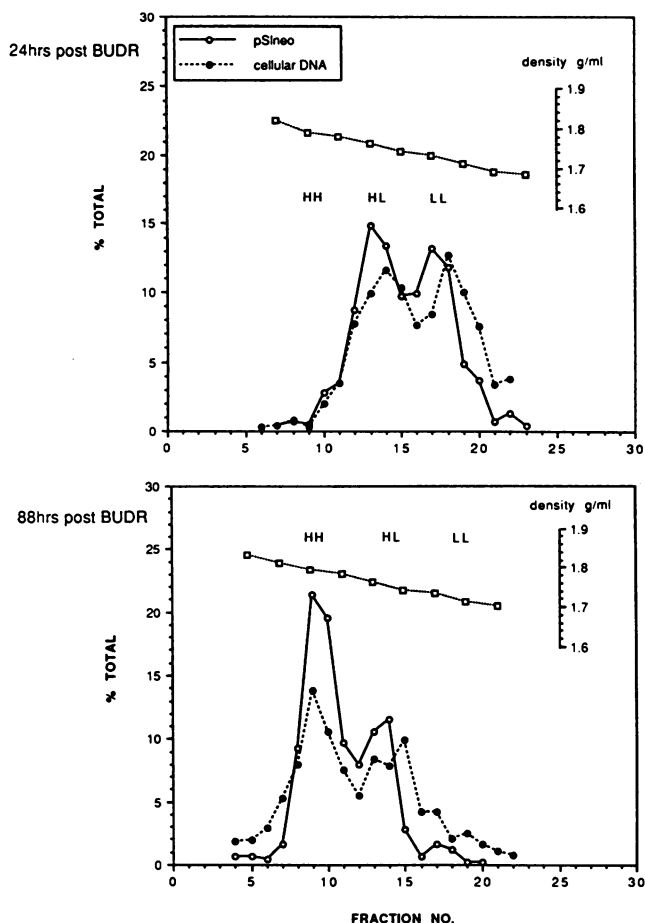 24hrs post BUDR
30
25
20
15
10
5
0
% TOTAL
pSIneo
cellular DNA
density g/ml
1.9
1.8
1.7
1.6
HH HL LL
0 5 10 15 20 25 30
88hrs post BUDR
30
25
20
15
10
5
0
% TOTAL
density g/ml
1.9
1.8
1.7
1.6
HH HL LL
0 5 10 15 20 25 30
FRACTION NO.